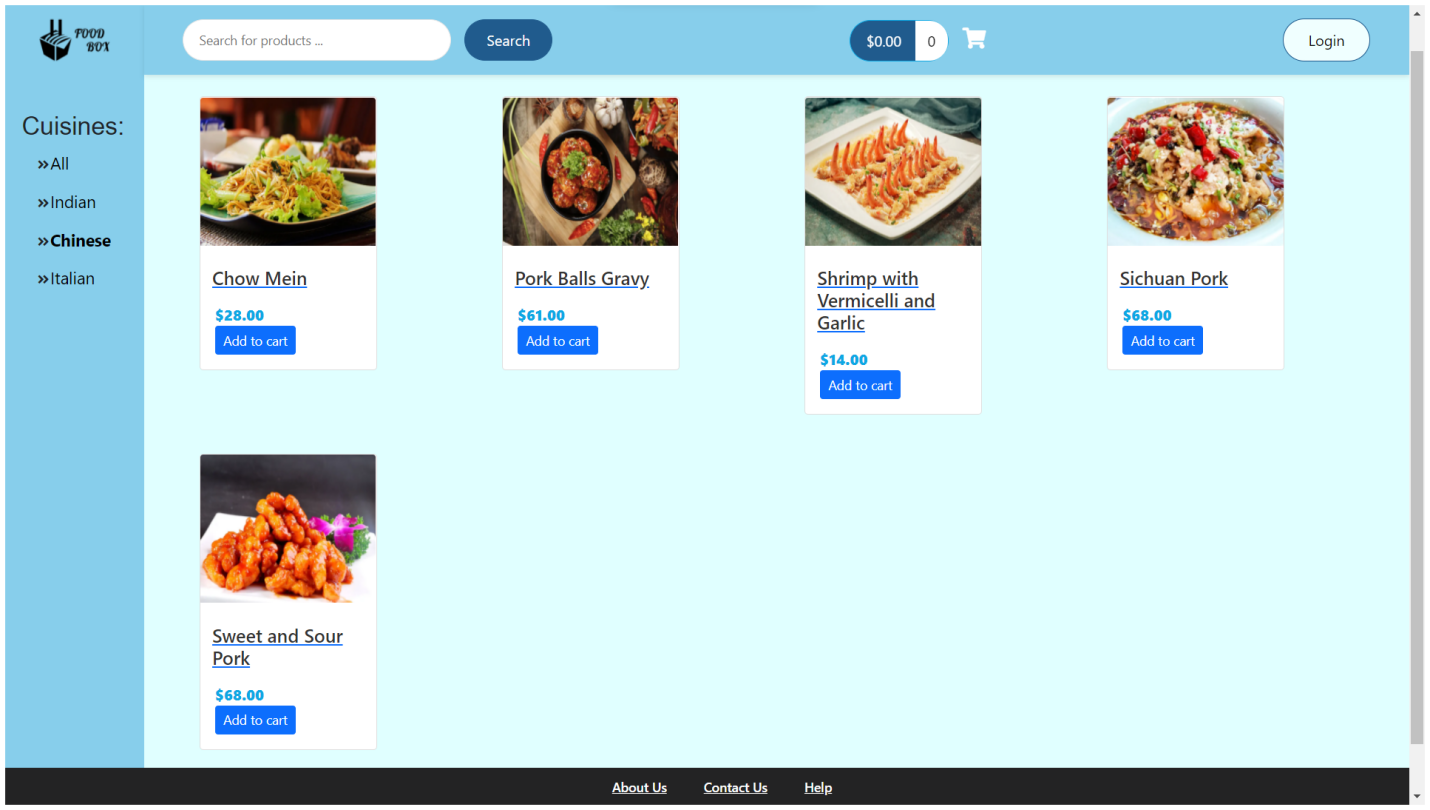 FOOD
BOX
Search for products ...
Search
$0.00
0
Login
Cuisines:
»All
»Indian
»Chinese
»Italian
Chow Mein
$28.00
Add to cart
Pork Balls Gravy
$61.00
Add to cart
Shrimp with
Vermicelli and
Garlic
$14.00
Add to cart
Sichuan Pork
$68.00
Add to cart
Sweet and Sour
Pork
$68.00
Add to cart
About Us
Contact Us
Help